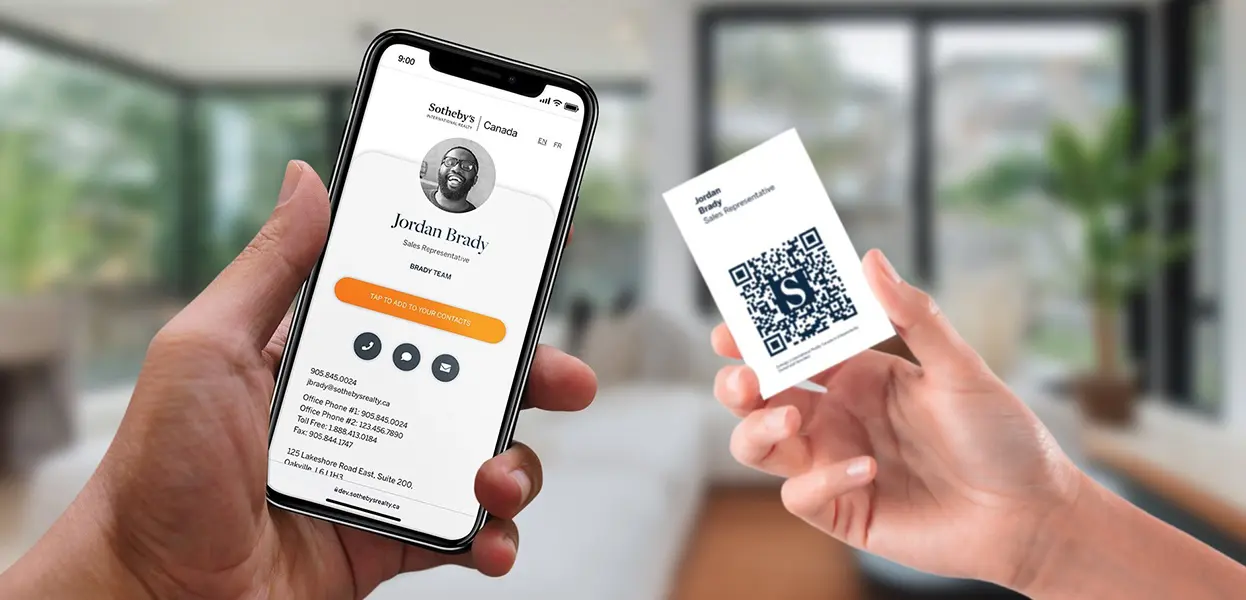 9:00
Sotheby's
INTERNATIONAL REALTY
Canada
EN FR
Jordan Brady
Sales Representative
BRADY TEAM
TAP TO ADD TO YOUR CONTACTS
905.845.0024
jbrady@sothebysrealty.ca
Office Phone #1: 905.845.0024
Office Phone #2: 123.456.7890
Toll Free: 1.888.413.0184
Fax: 905.844.1747
125 Lakeshore Road East, Suite 200,
Oakville, L6J 1H3
dev.sothebysrealty.ca
Jordan
Brady
Sales Representative
S